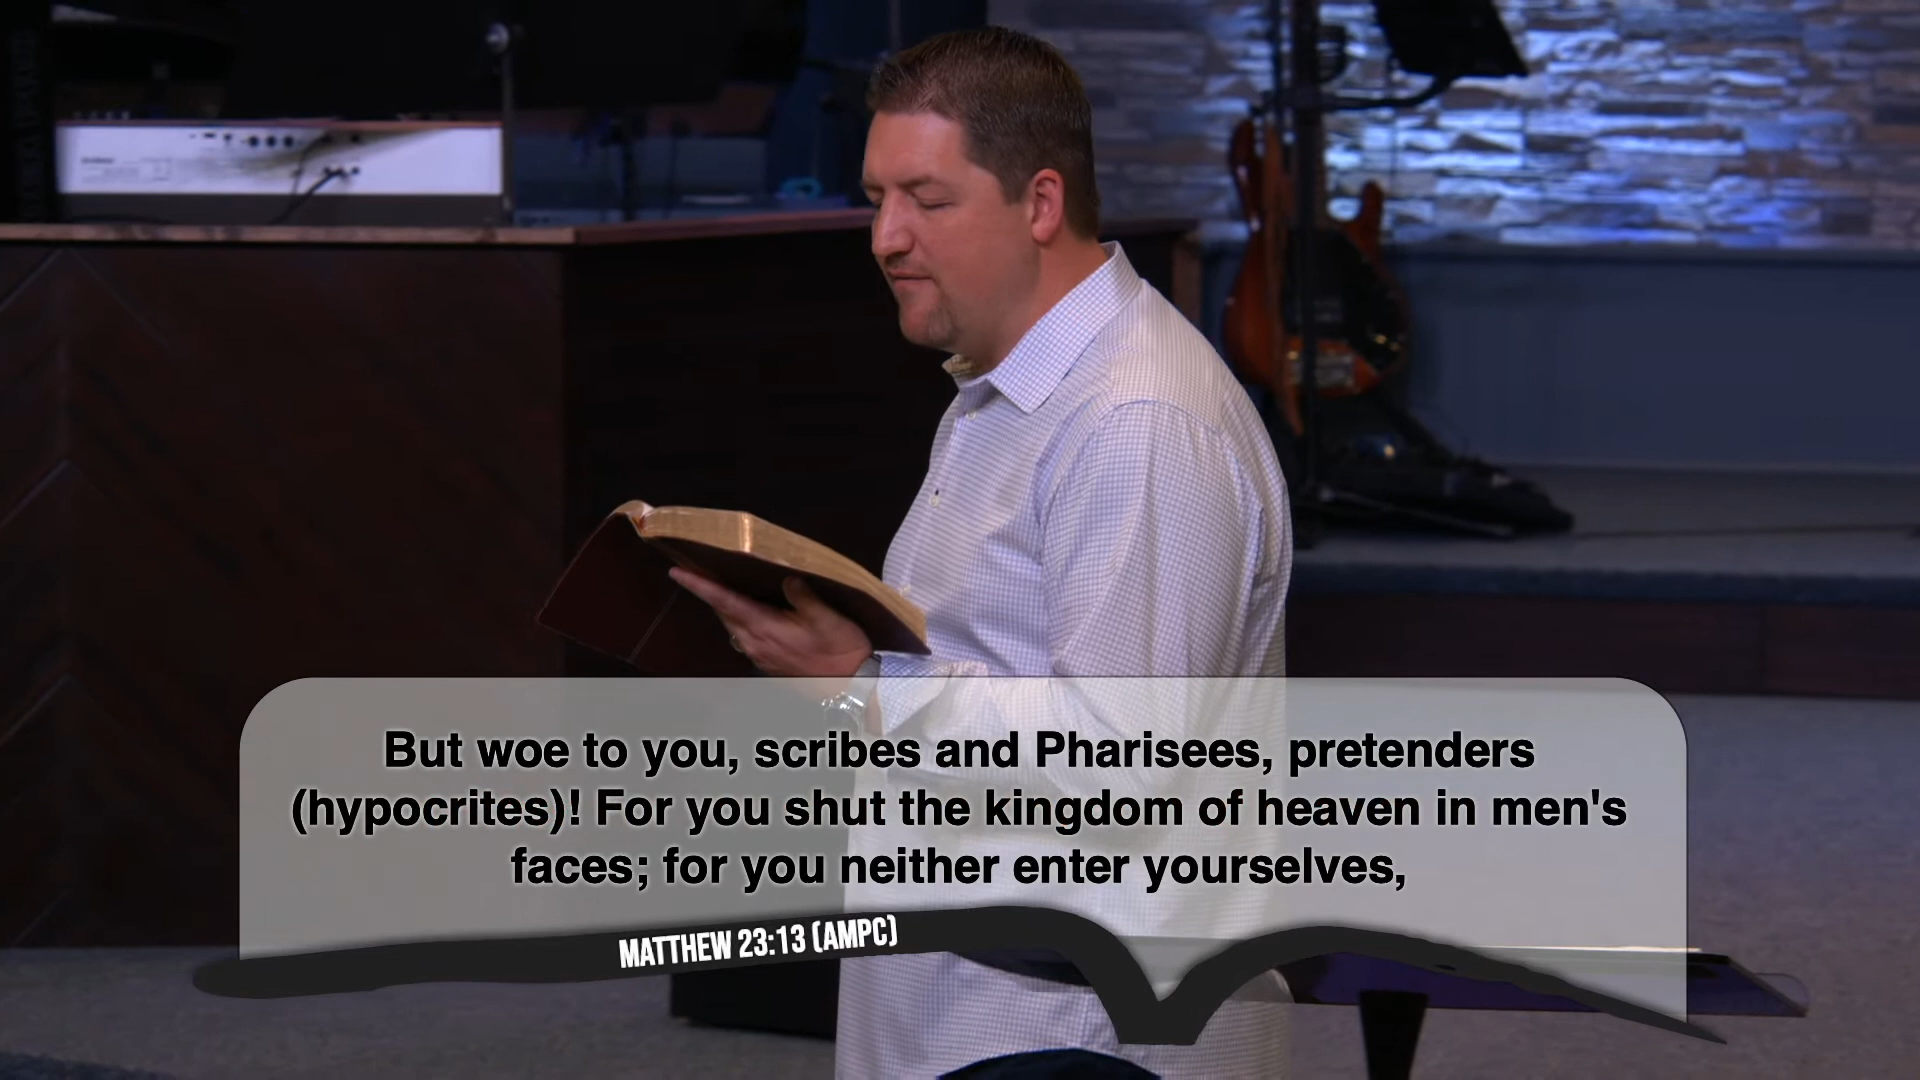 But woe to you, scribes and Pharisees, pretenders
(hypocrites)! For you shut the kingdom of heaven in men's
faces; for you neither enter yourselves,
MATTHEW 23:13 (AMPC)